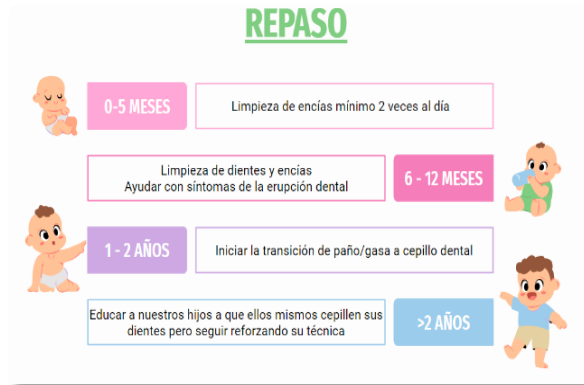 REPASO
0-5 MESES
Limpieza de encías mínimo 2 veces al día
Limpieza de dientes y encías
Ayudar con síntomas de la erupción dental
6 - 12 MESES
1 - 2 AÑOS
Iniciar la transición de paño/gasa a cepillo dental
Educar a nuestros hijos a que ellos mismos cepillen sus
dientes pero seguir reforzando su técnica
>2 AÑOS